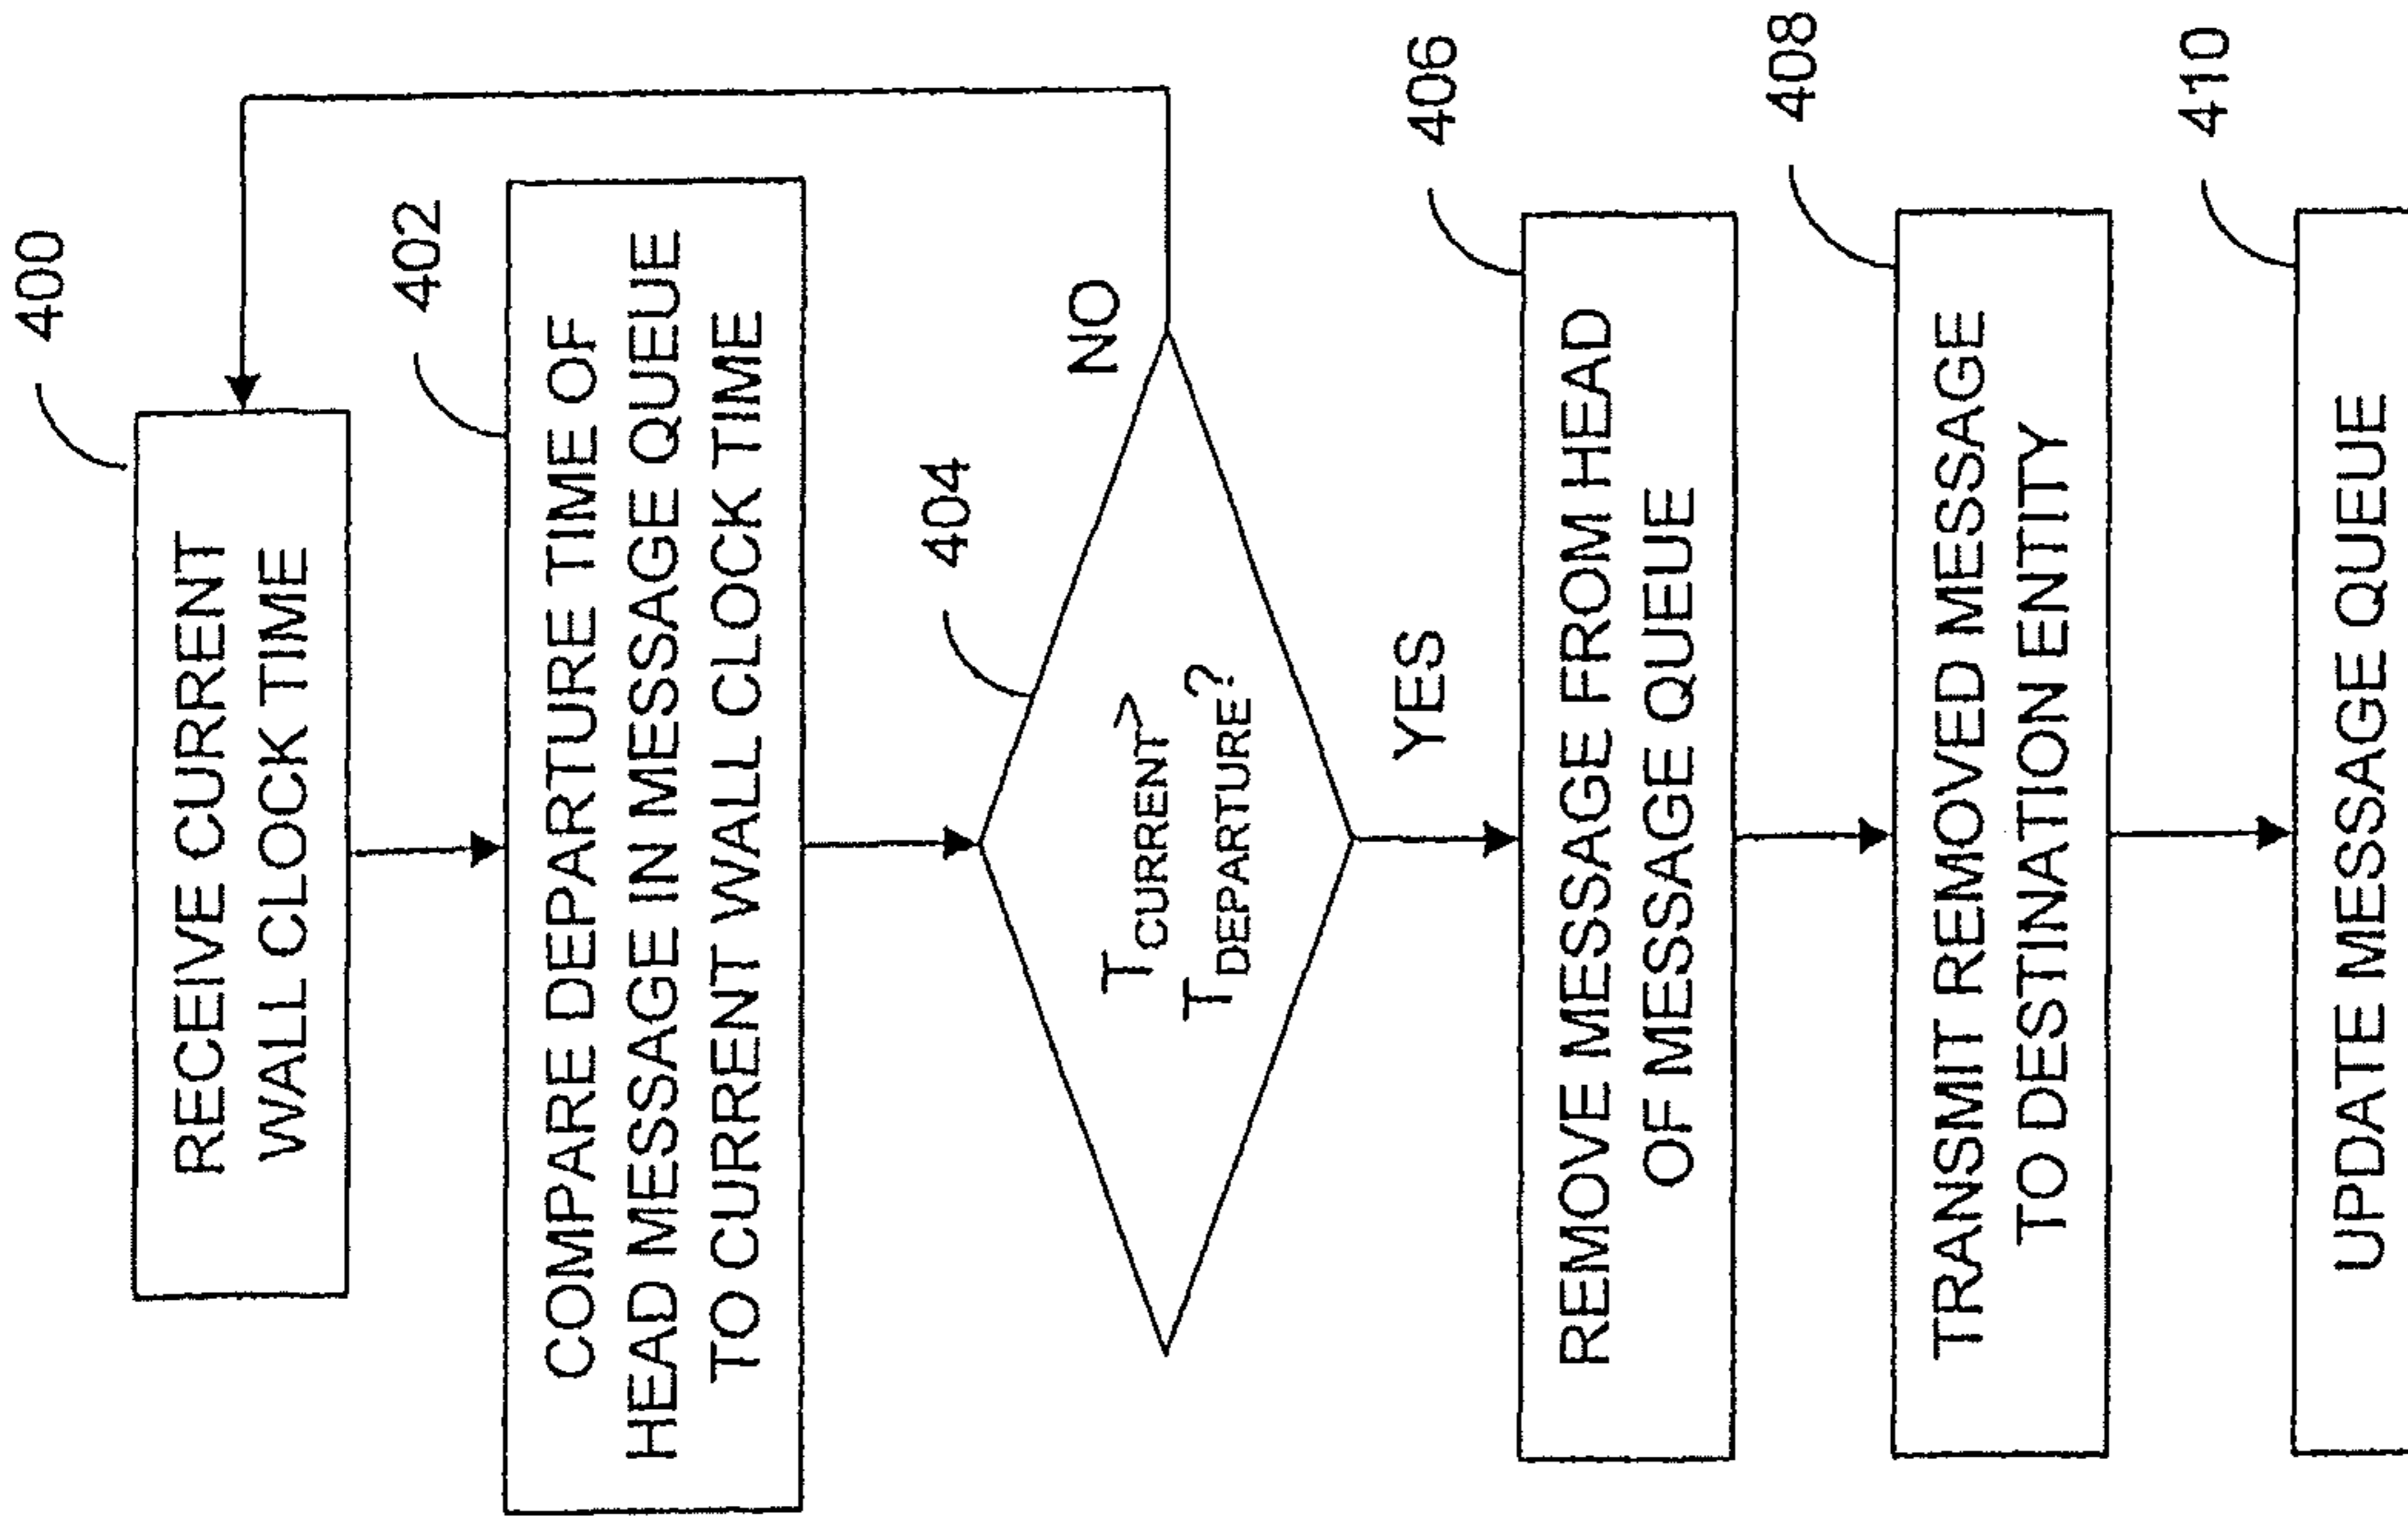 400
RECEIVE CURRENT
WALL CLOCK TIME
402
COMPARE DEPARTURE TIME OF
HEAD MESSAGE IN MESSAGE QUEUE
TO CURRENT WALL CLOCK TIME
404
T CURRENT >
T DEPARTURE?
NO
YES
406
REMOVE MESSAGE FROM HEAD
OF MESSAGE QUEUE
408
TRANSMIT REMOVED MESSAGE
TO DESTINATION ENTITY
410
UPDATE MESSAGE QUEUE